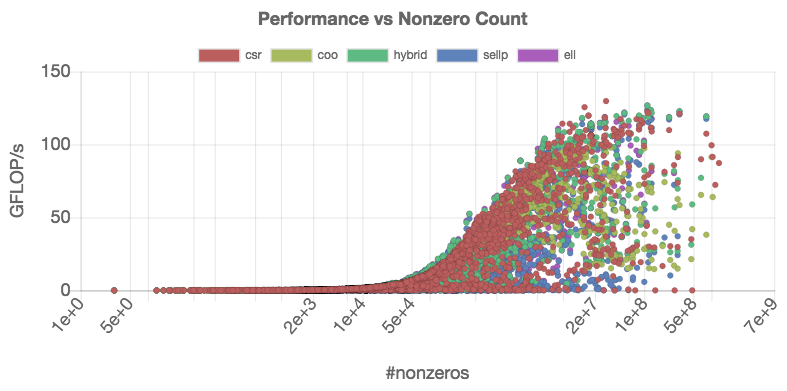 Performance vs Nonzero Count
csr coo hybrid sellp ell
150
100
50
0
GFLOP/s
1e+0 5e+0 2e+3 1e+4 5e+4 2e+7 1e+8 5e+8 7e+9
#nonzeros